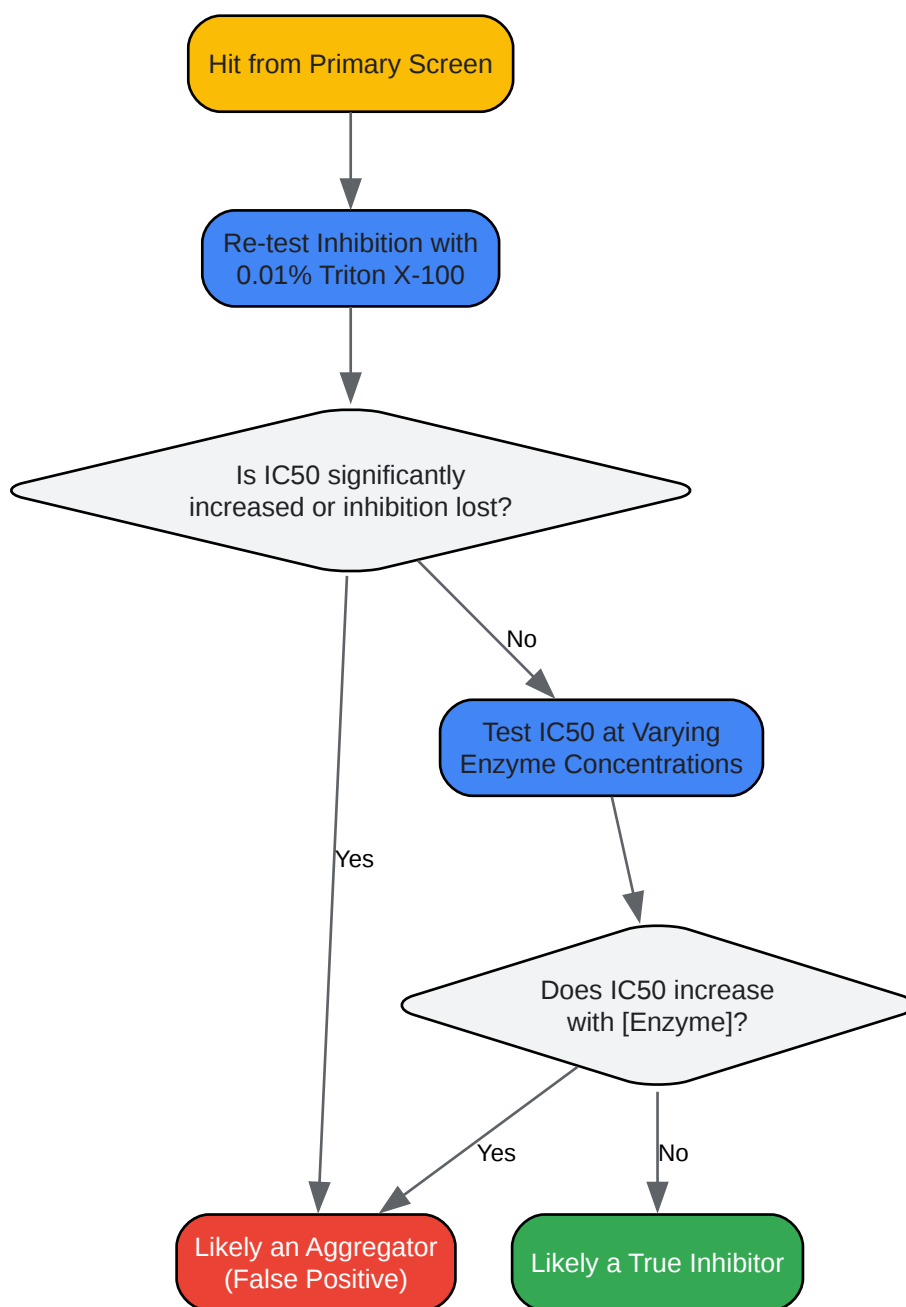 Hit from Primary Screen
Re-test Inhibition with
0.01% Triton X-100
Is IC50 significantly
increased or inhibition lost?
No
Test IC50 at Varying
Enzyme Concentrations
Yes
Does IC50 increase
with [Enzyme]?
Yes
No
Likely an Aggregator
(False Positive)
Likely a True Inhibitor